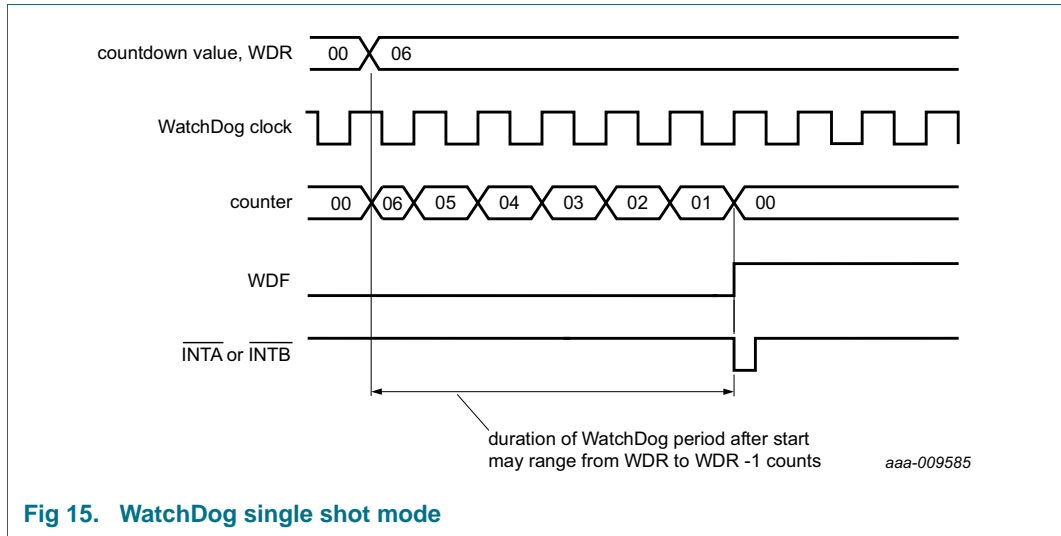 countdown value, WDR 00 06
WatchDog clock
counter 00 06 05 04 03 02 01 00
WDF
INTA or INTB
duration of WatchDog period after start
may range from WDR to WDR -1 counts
aaa-009585
Fig 15. WatchDog single shot mode